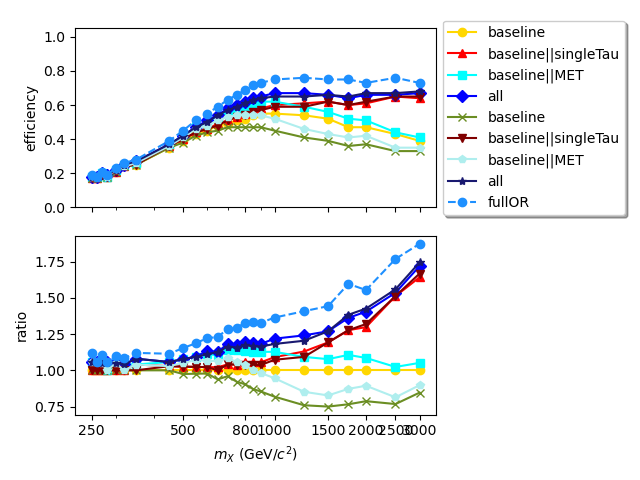 1.0
0.8
0.6
0.4
0.2
0.0
efficiency
baseline
baseline||singleTau
baseline||MET
all
baseline
baseline||singleTau
baseline||MET
all
fullOR
1.75
1.50
1.25
1.00
0.75
ratio
250 500 800 1000 1500 2000 2500 3000
m_X (GeV/c²)